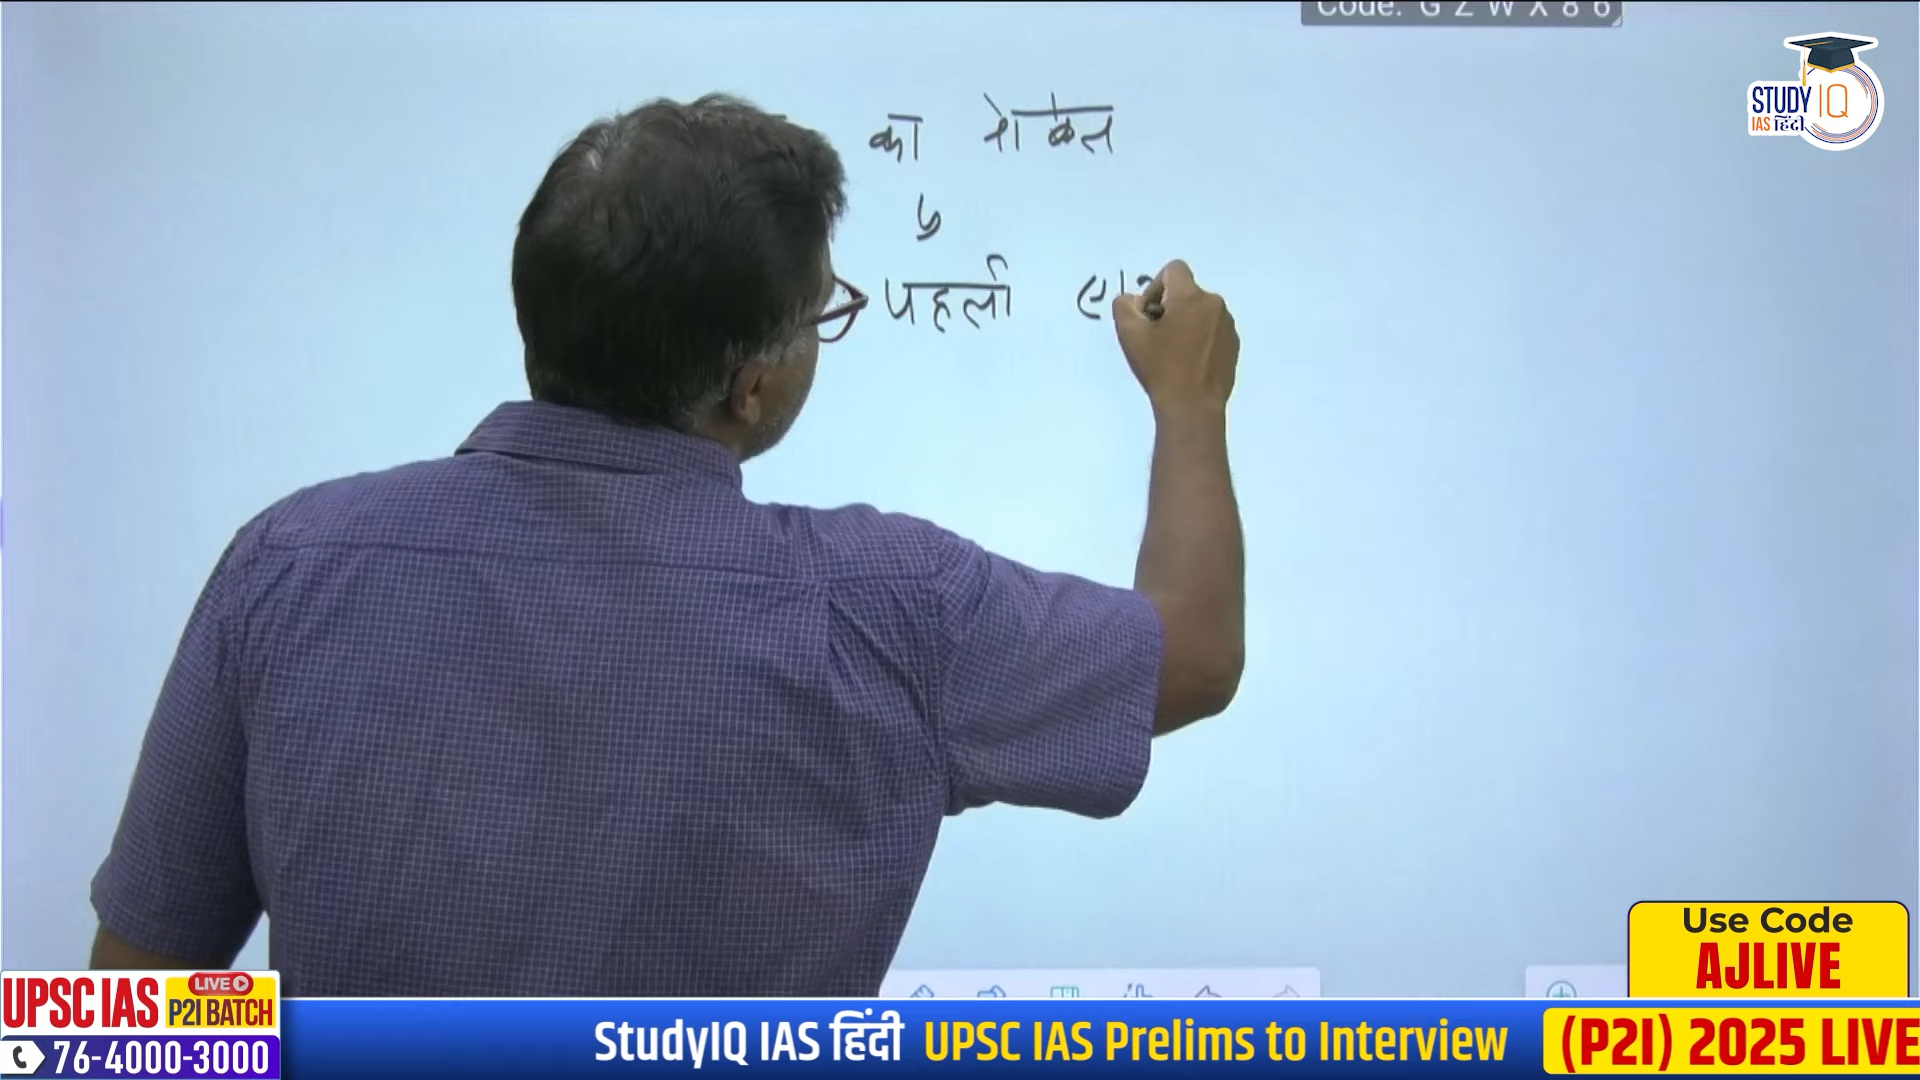 Code: G Z W X 8 6
STUDY IQ
IAS हिंदी
का
पहली
Use Code
AJLIVE
UPSC IAS
LIVE
P2I BATCH
76-4000-3000
StudyIQ IAS हिंदी UPSC IAS Prelims to Interview
(P2I) 2025 LIVE